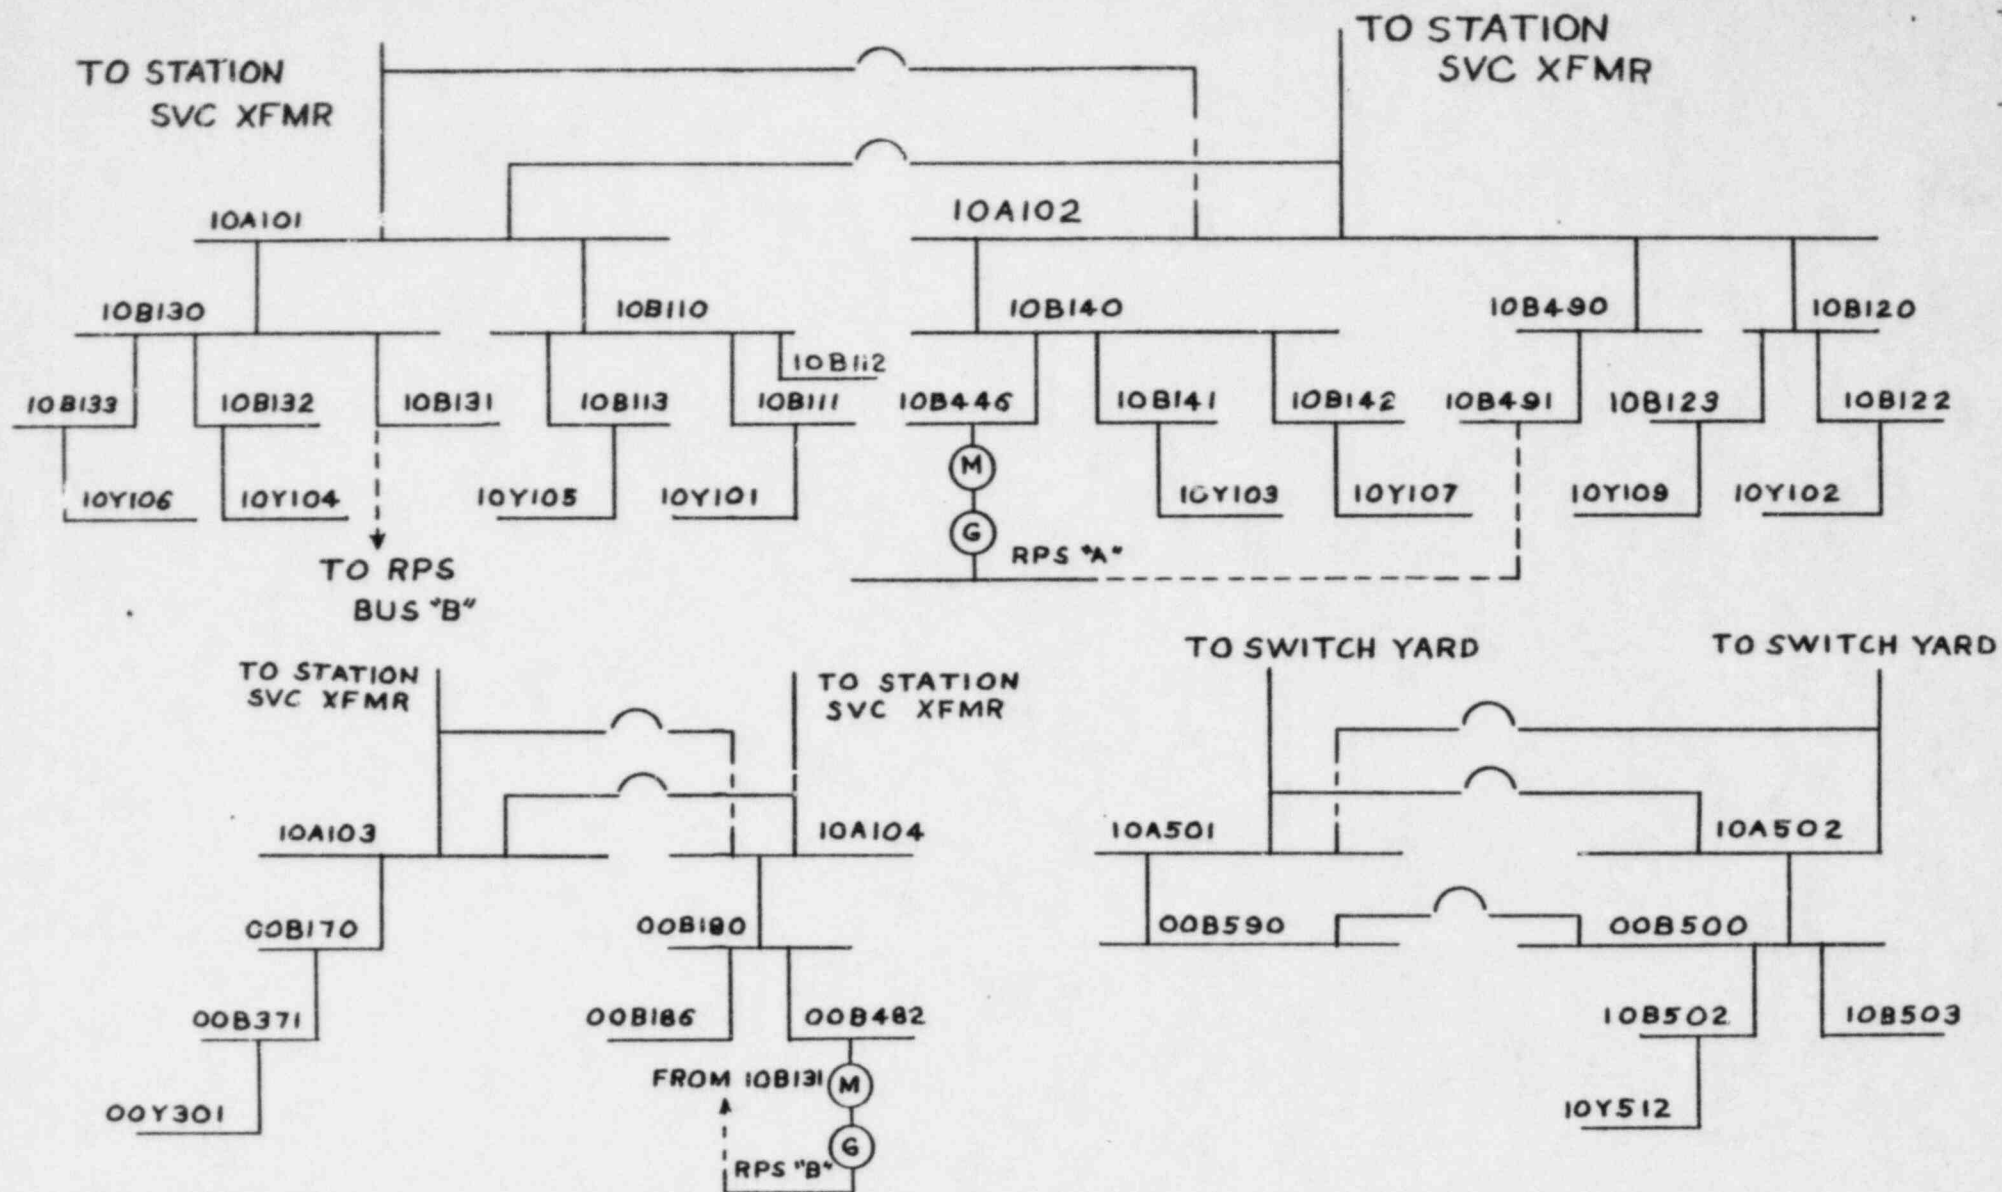 TO STATION
SVC XFMR
TO STATION
SVC XFMR
10A101
10A102
10B130
10B110
10B140
10B490
10B120
10B112
10B133
10B132
10B131
10B113
10B111
10B446
10B141
10B142
10B491
10B123
10B122
10Y106
10Y104
10Y105
10Y101
M
10Y103
10Y107
10Y109
10Y102
G
RPS "A"
TO RPS
BUS "B"
TO STATION
SVC XFMR
TO STATION
SVC XFMR
TO SWITCH YARD
TO SWITCH YARD
10A103
10A104
10A501
10A502
00B170
00B180
00B590
00B500
00B371
00B186
00B482
10B502
10B503
FROM 10B131
M
00Y301
10Y512
G
RPS "B"